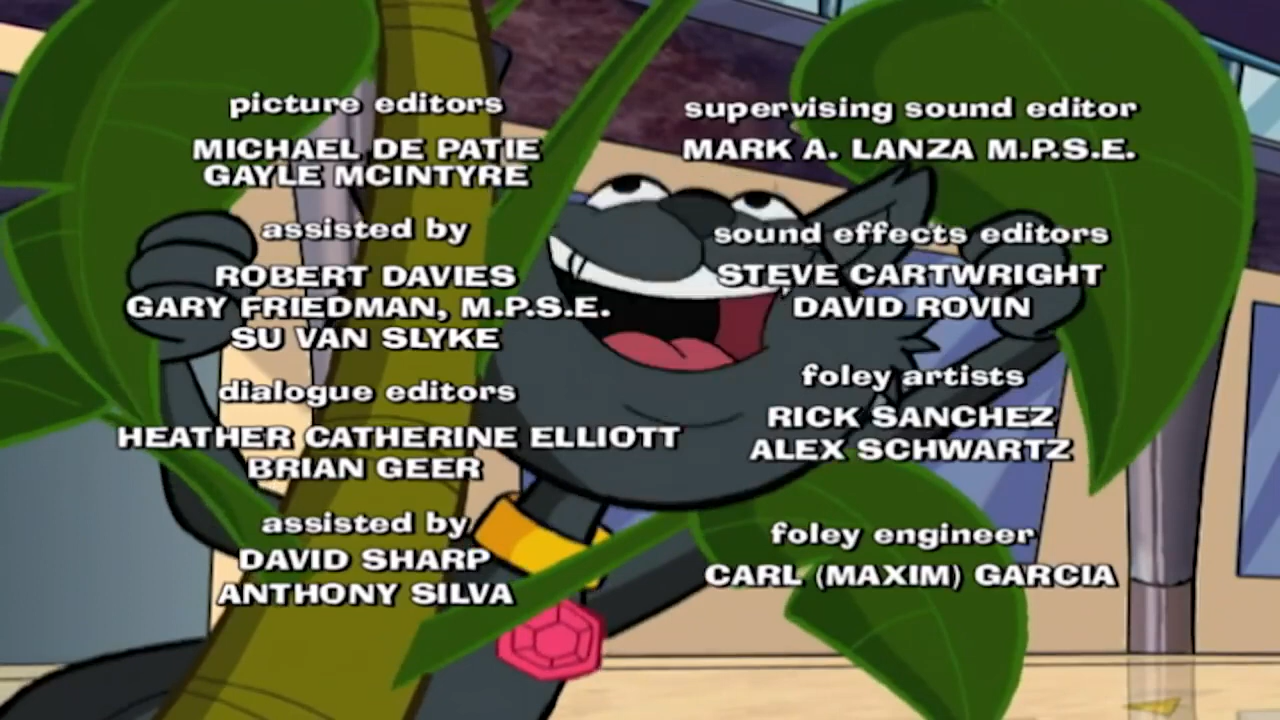 picture editors
MICHAEL DE PATIE
GAYLE MCINTYRE
assisted by
ROBERT DAVIES
GARY FRIEDMAN, M.P.S.E.
SU VAN SLYKE
dialogue editors
HEATHER CATHERINE ELLIOTT
BRIAN GEER
assisted by
DAVID SHARP
ANTHONY SILVA
supervising sound editor
MARK A. LANZA M.P.S.E.
sound effects editors
STEVE CARTWRIGHT
DAVID ROVIN
foley artists
RICK SANCHEZ
ALEX SCHWARTZ
foley engineer
CARL (MAXIM) GARCIA